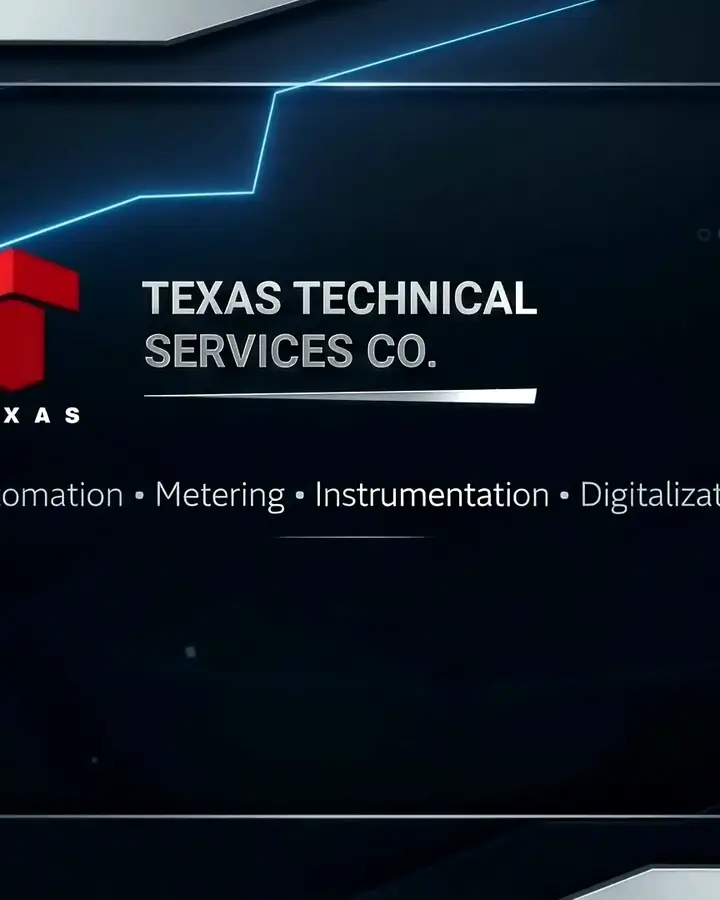 TEXAS TECHNICAL
SERVICES CO.
XAS
omation • Metering • Instrumentation • Digitalizat